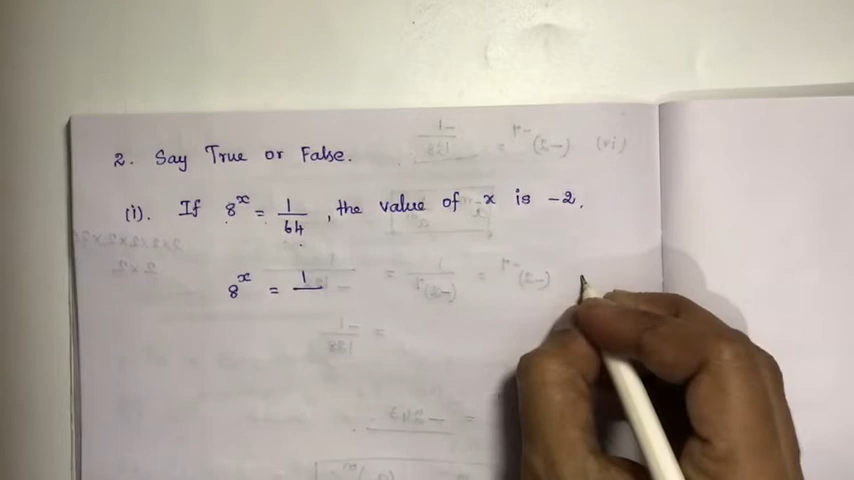 2. Say True or False.
(i). If 8^x = 1/64, the value of x is -2.
8^x = 1/